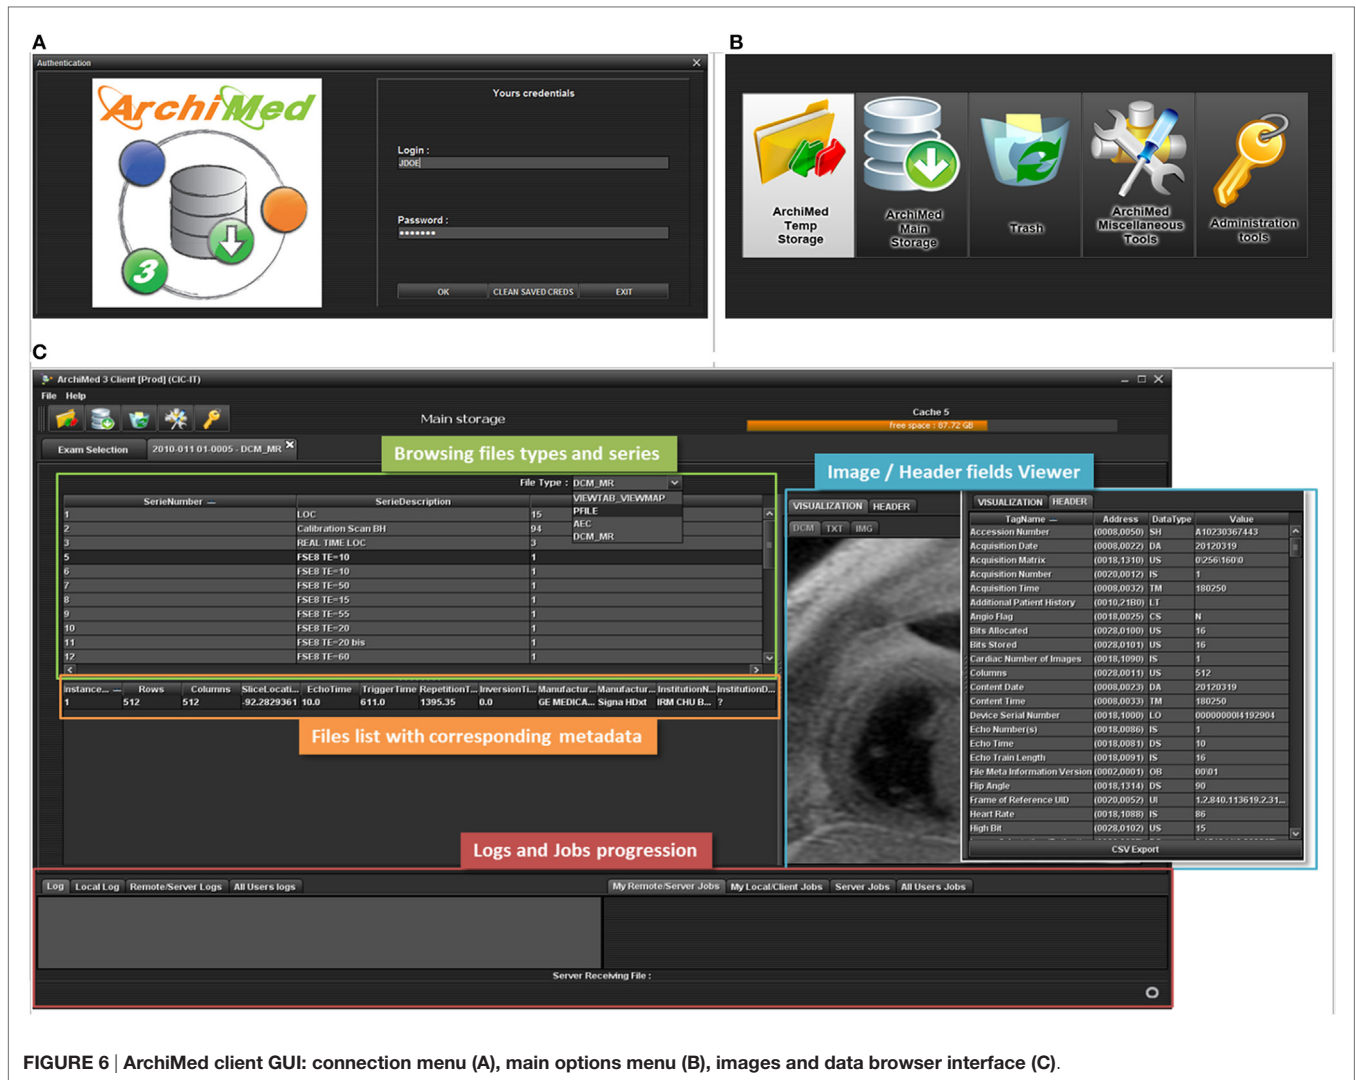 A
Authentication
ArchiMed
3
Yours credentials
Login :
JDOE
Password :
•••••••
OK CLEAN SAVED CREDS EXIT
B
ArchiMed Temp Storage
ArchiMed Main Storage
Trash
ArchiMed Miscellaneous Tools
Administration tools
C
ArchiMed 3 Client [Prod] (CIC-IT)
File Help
Main storage
Cache 5
free space : 87.72 GB
Exam Selection 2010-011 01-0005 - DCM_MR
Browsing files types and series
File Type : DCM_MR
VIEWTAB_VIEWMAP
PFILE
AEC
DCM_MR
SerieNumber SerieDescription
1 LOC 15
2 Calibration Scan BH 94
3 REAL TIME LOC 3
5 FSE8 TE=10 1
6 FSE8 TE=10 1
7 FSE8 TE=50 1
8 FSE8 TE=15 1
9 FSE8 TE=55 1
10 FSE8 TE=20 1
11 FSE8 TE=20 bis 1
12 FSE8 TE=60 1
Instance... Rows Columns SliceLocati... EchoTime TriggerTime RepetitionT... InversionTi... Manufactur... Manufactur... InstitutionN... InstitutionD...
1 512 512 -92.2829361 10.0 611.0 1395.35 0.0 GE MEDICA... Signa HDxt IRM CHU B... ?
Files list with corresponding metadata
Image / Header fields Viewer
VISUALIZATION HEADER
DCM TXT IMG
VISUALIZATION HEADER
TagName Address DataType Value
Accession Number (0008,0050) SH A10230367443
Acquisition Date (0008,0022) DA 20120319
Acquisition Matrix (0018,1310) US 0\256\160\0
Acquisition Number (0020,0012) IS 1
Acquisition Time (0008,0032) TM 180250
Additional Patient History (0010,21B0) LT
Angio Flag (0018,0025) CS N
Bits Allocated (0028,0100) US 16
Bits Stored (0028,0101) US 16
Cardiac Number of Images (0018,1090) IS 1
Columns (0028,0011) US 512
Content Date (0008,0023) DA 20120319
Content Time (0008,0033) TM 180250
Device Serial Number (0018,1000) LO 00000000I4192904
Echo Number(s) (0018,0086) IS 1
Echo Time (0018,0081) DS 10
Echo Train Length (0018,0091) IS 16
File Meta Information Version (0002,0001) OB 00\01
Flip Angle (0018,1314) DS 90
Frame of Reference UID (0020,0052) UI 1.2.840.113619.2.31...
Heart Rate (0018,1088) IS 86
High Bit (0028,0102) US 15
CSV Export
Logs and Jobs progression
Log Local Log Remote/Server Logs All Users logs
My Remote/Server Jobs My Local/Client Jobs Server Jobs All Users Jobs
Server Receiving File :
FIGURE 6 | ArchiMed client GUI: connection menu (A), main options menu (B), images and data browser interface (C).